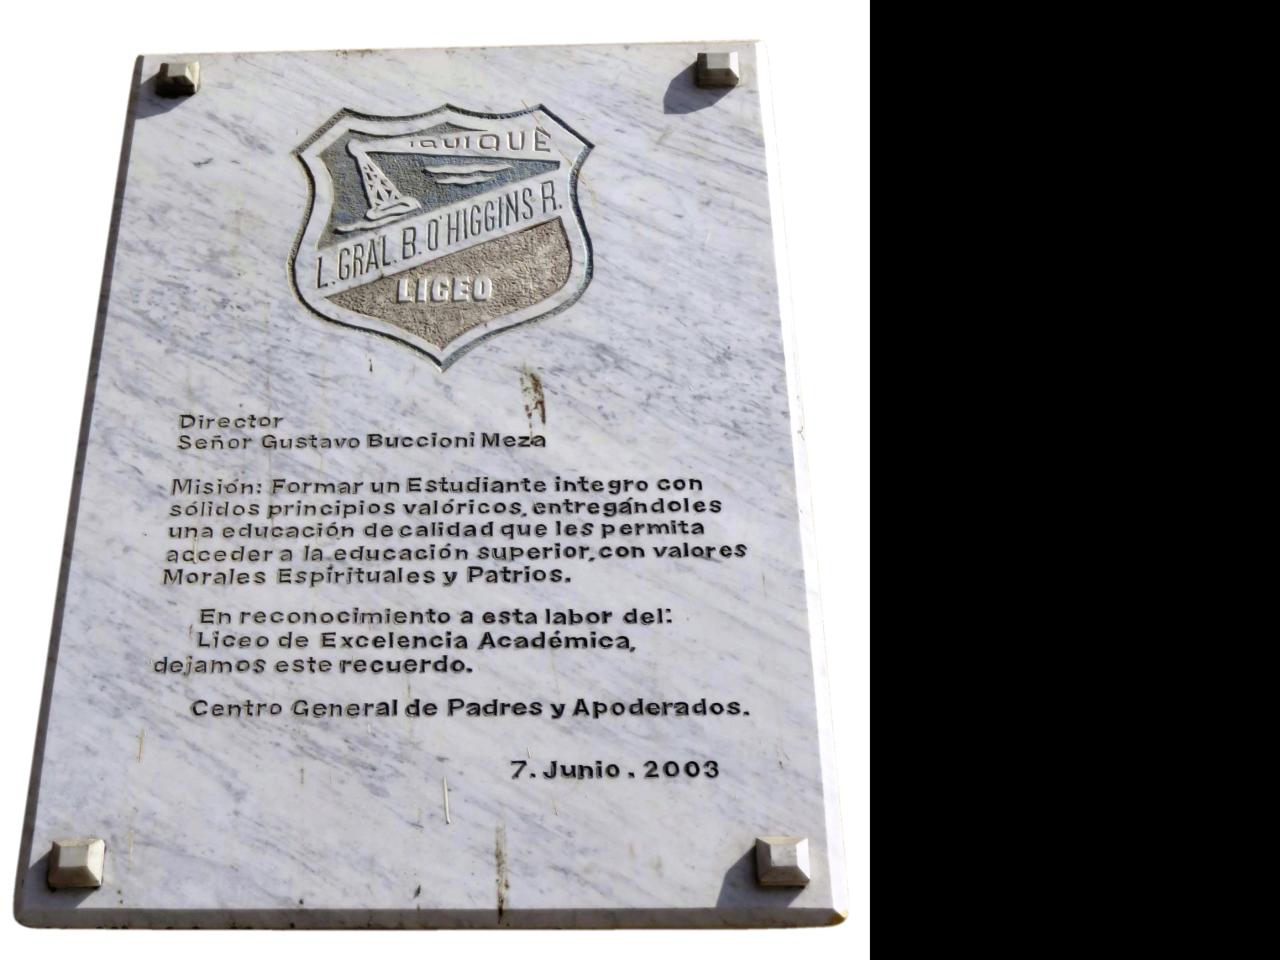 IQUIQUE
L. GRAL. B. O'HIGGINS R.
LICEO
Director
Señor Gustavo Buccioni Meza
Misión: Formar un Estudiante integro con
sólidos principios valóricos, entregándoles
una educación de calidad que les permita
acceder a la educación superior, con valores
Morales Espirituales y Patrios.
En reconocimiento a esta labor del:
Liceo de Excelencia Académica,
dejamos este recuerdo.
Centro General de Padres y Apoderados.
7. Junio . 2003